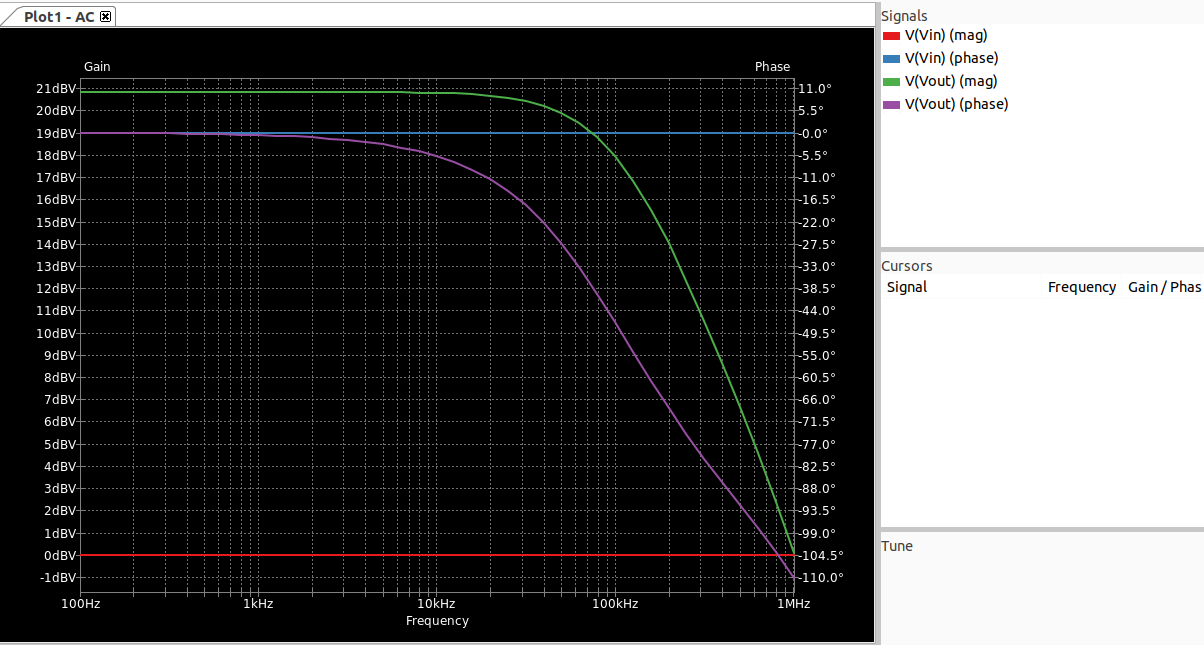 Plot1 - AC
Signals
V(Vin) (mag)
V(Vin) (phase)
V(Vout) (mag)
V(Vout) (phase)
Gain
Phase
21dBV
20dBV
19dBV
18dBV
17dBV
16dBV
15dBV
14dBV
13dBV
12dBV
11dBV
10dBV
9dBV
8dBV
7dBV
6dBV
5dBV
4dBV
3dBV
2dBV
1dBV
0dBV
-1dBV
11.0°
5.5°
-0.0°
-5.5°
-11.0°
-16.5°
-22.0°
-27.5°
-33.0°
-38.5°
-44.0°
-49.5°
-55.0°
-60.5°
-66.0°
-71.5°
-77.0°
-82.5°
-88.0°
-93.5°
-99.0°
-104.5°
-110.0°
100Hz 1kHz 10kHz 100kHz 1MHz
Frequency
Cursors
Signal Frequency Gain / Phas
Tune